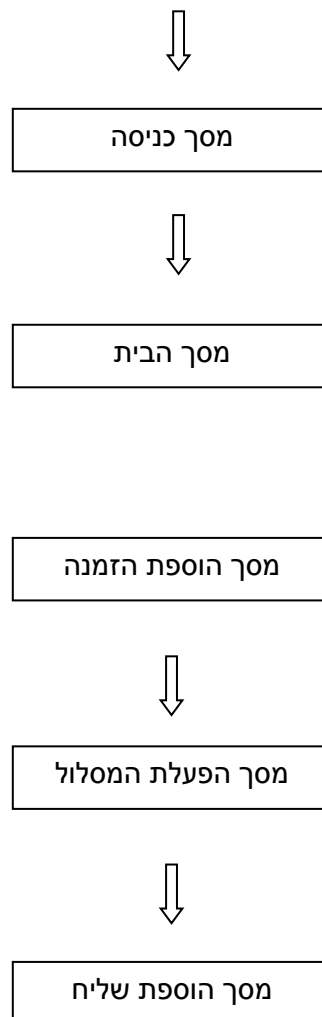 מסך כניסה
מסך הבית
מסך הוספת הזמנה
מסך הפעלת המסלול
מסך הוספת שליח